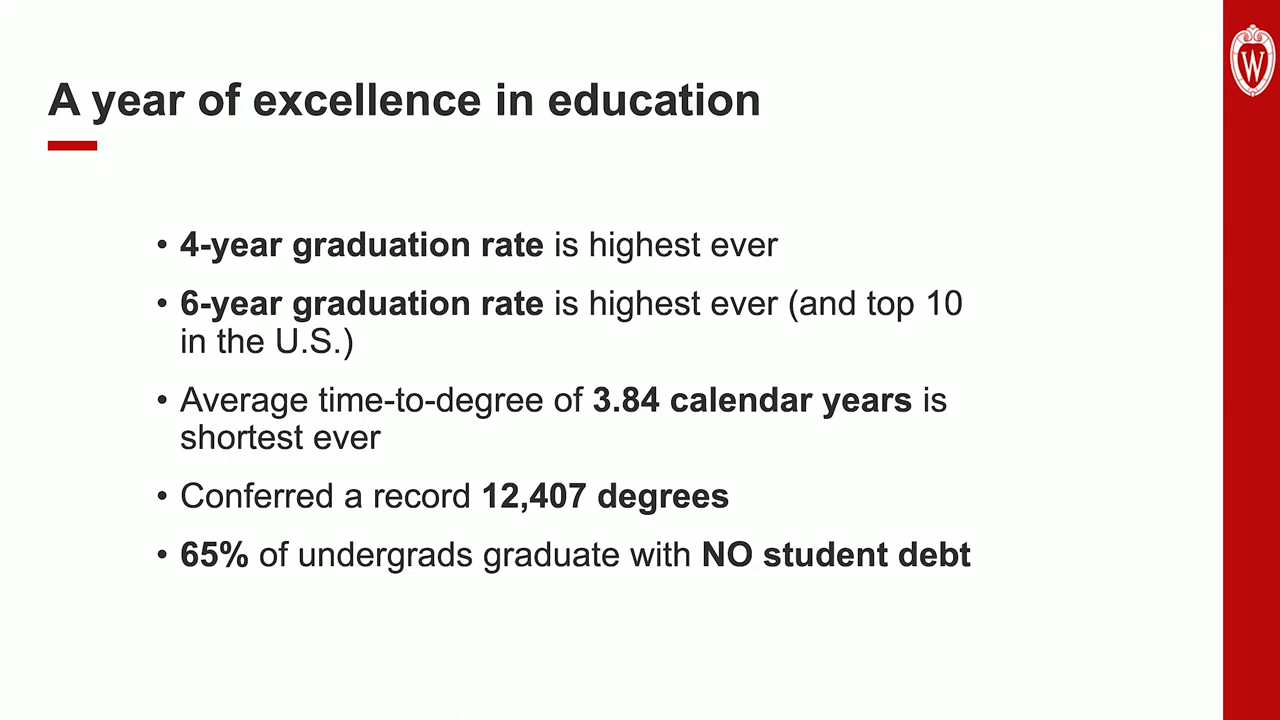 W
A year of excellence in education
• 4-year graduation rate is highest ever
• 6-year graduation rate is highest ever (and top 10
in the U.S.)
• Average time-to-degree of 3.84 calendar years is
shortest ever
• Conferred a record 12,407 degrees
• 65% of undergrads graduate with NO student debt